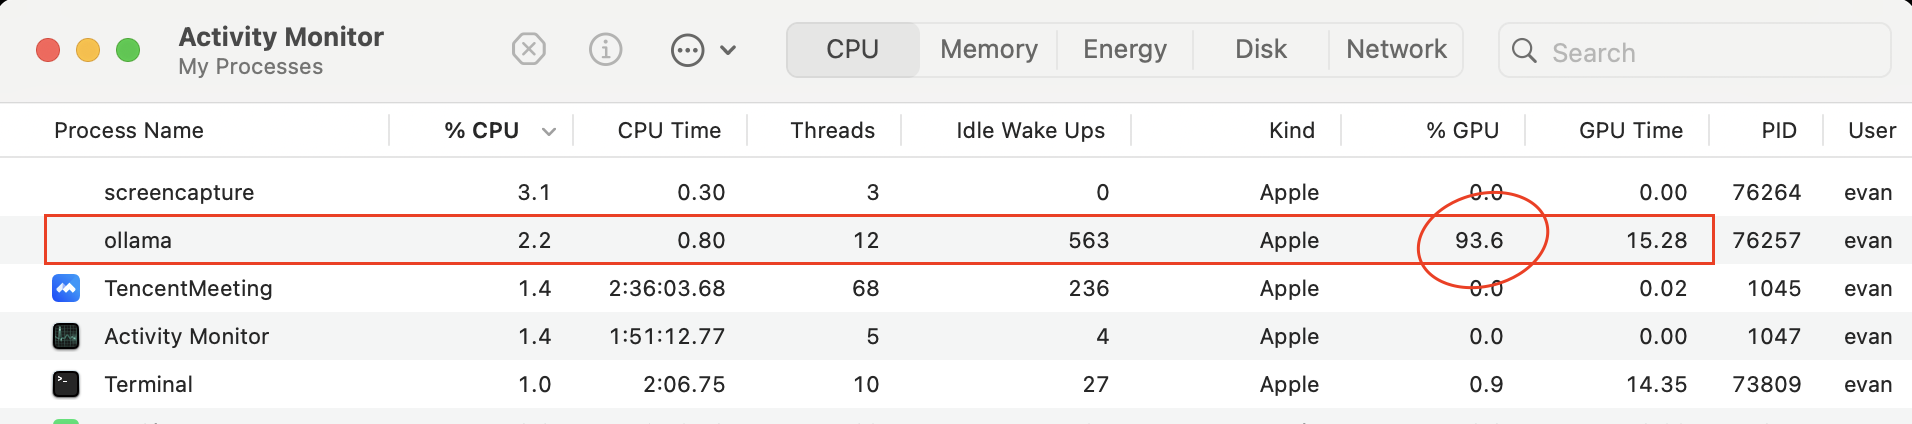 Activity Monitor
My Processes
CPU Memory Energy Disk Network Search
Process Name % CPU CPU Time Threads Idle Wake Ups Kind % GPU GPU Time PID User
screencapture 3.1 0.30 3 0 Apple 0.0 0.00 76264 evan
ollama 2.2 0.80 12 563 Apple 93.6 15.28 76257 evan
TencentMeeting 1.4 2:36:03.68 68 236 Apple 0.0 0.02 1045 evan
Activity Monitor 1.4 1:51:12.77 5 4 Apple 0.0 0.00 1047 evan
Terminal 1.0 2:06.75 10 27 Apple 0.9 14.35 73809 evan